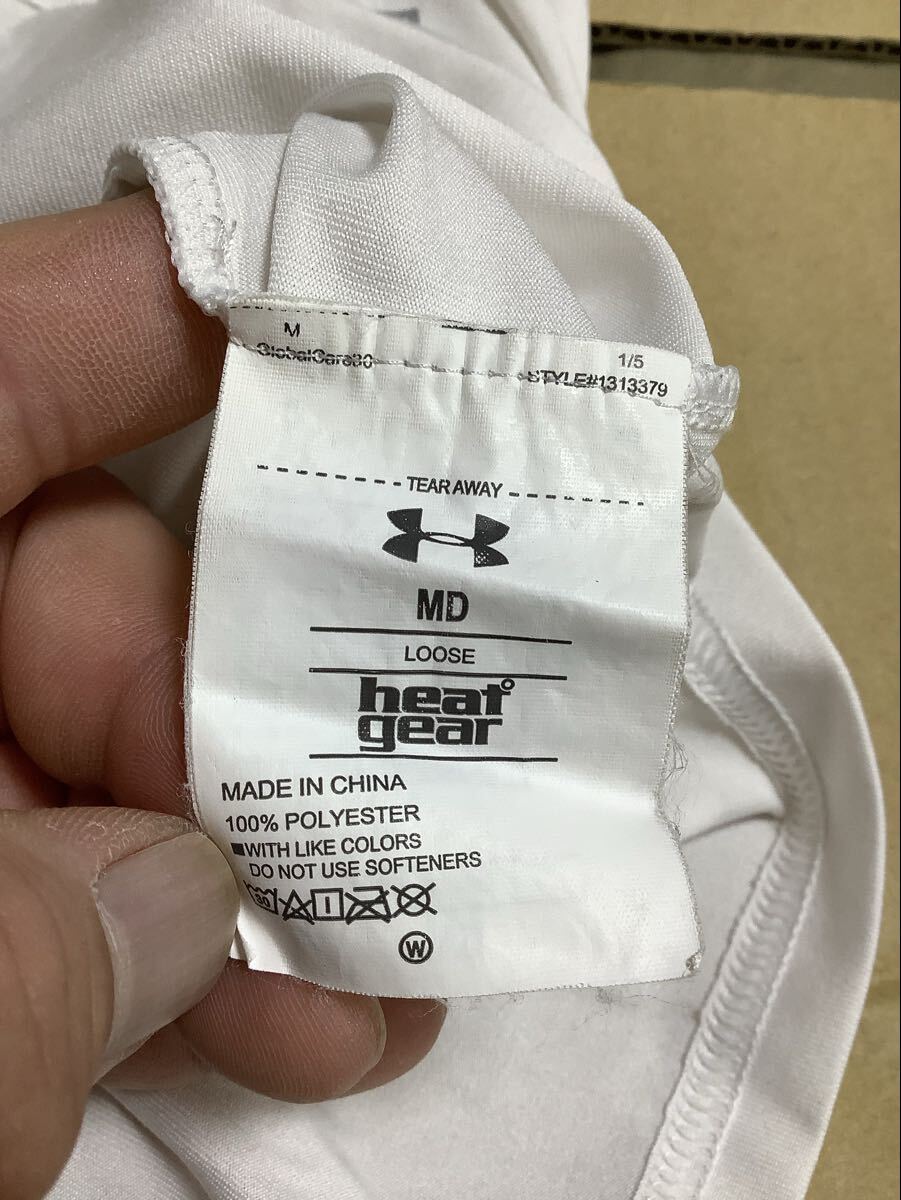 M
1/5
GlobalCare30
STYLE#1313379
TEAR AWAY
MD
LOOSE
heat
gear
MADE IN CHINA
100% POLYESTER
WITH LIKE COLORS
DO NOT USE SOFTENERS
30
W